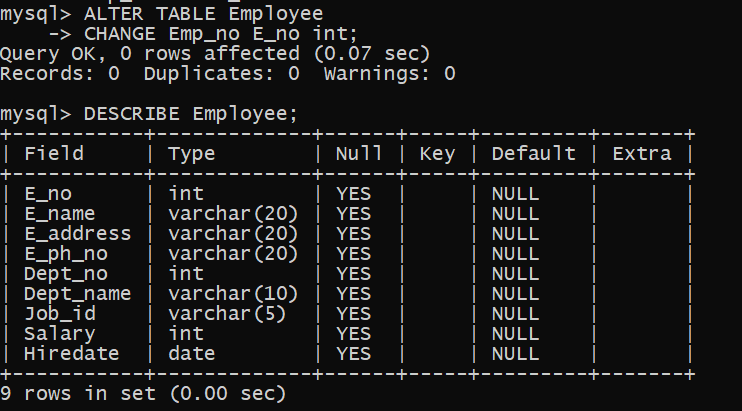 mysql> ALTER TABLE Employee
    -> CHANGE Emp_no E_no int;
Query OK, 0 rows affected (0.07 sec)
Records: 0  Duplicates: 0  Warnings: 0

mysql> DESCRIBE Employee;
+-----------+-------------+------+-----+---------+-------+
| Field     | Type        | Null | Key | Default | Extra |
+-----------+-------------+------+-----+---------+-------+
| E_no      | int         | YES  |     | NULL    |       |
| E_name    | varchar(20) | YES  |     | NULL    |       |
| E_address | varchar(20) | YES  |     | NULL    |       |
| E_ph_no   | varchar(20) | YES  |     | NULL    |       |
| Dept_no   | int         | YES  |     | NULL    |       |
| Dept_name | varchar(10) | YES  |     | NULL    |       |
| Job_id    | varchar(5)  | YES  |     | NULL    |       |
| Salary    | int         | YES  |     | NULL    |       |
| Hiredate  | date        | YES  |     | NULL    |       |
+-----------+-------------+------+-----+---------+-------+
9 rows in set (0.00 sec)